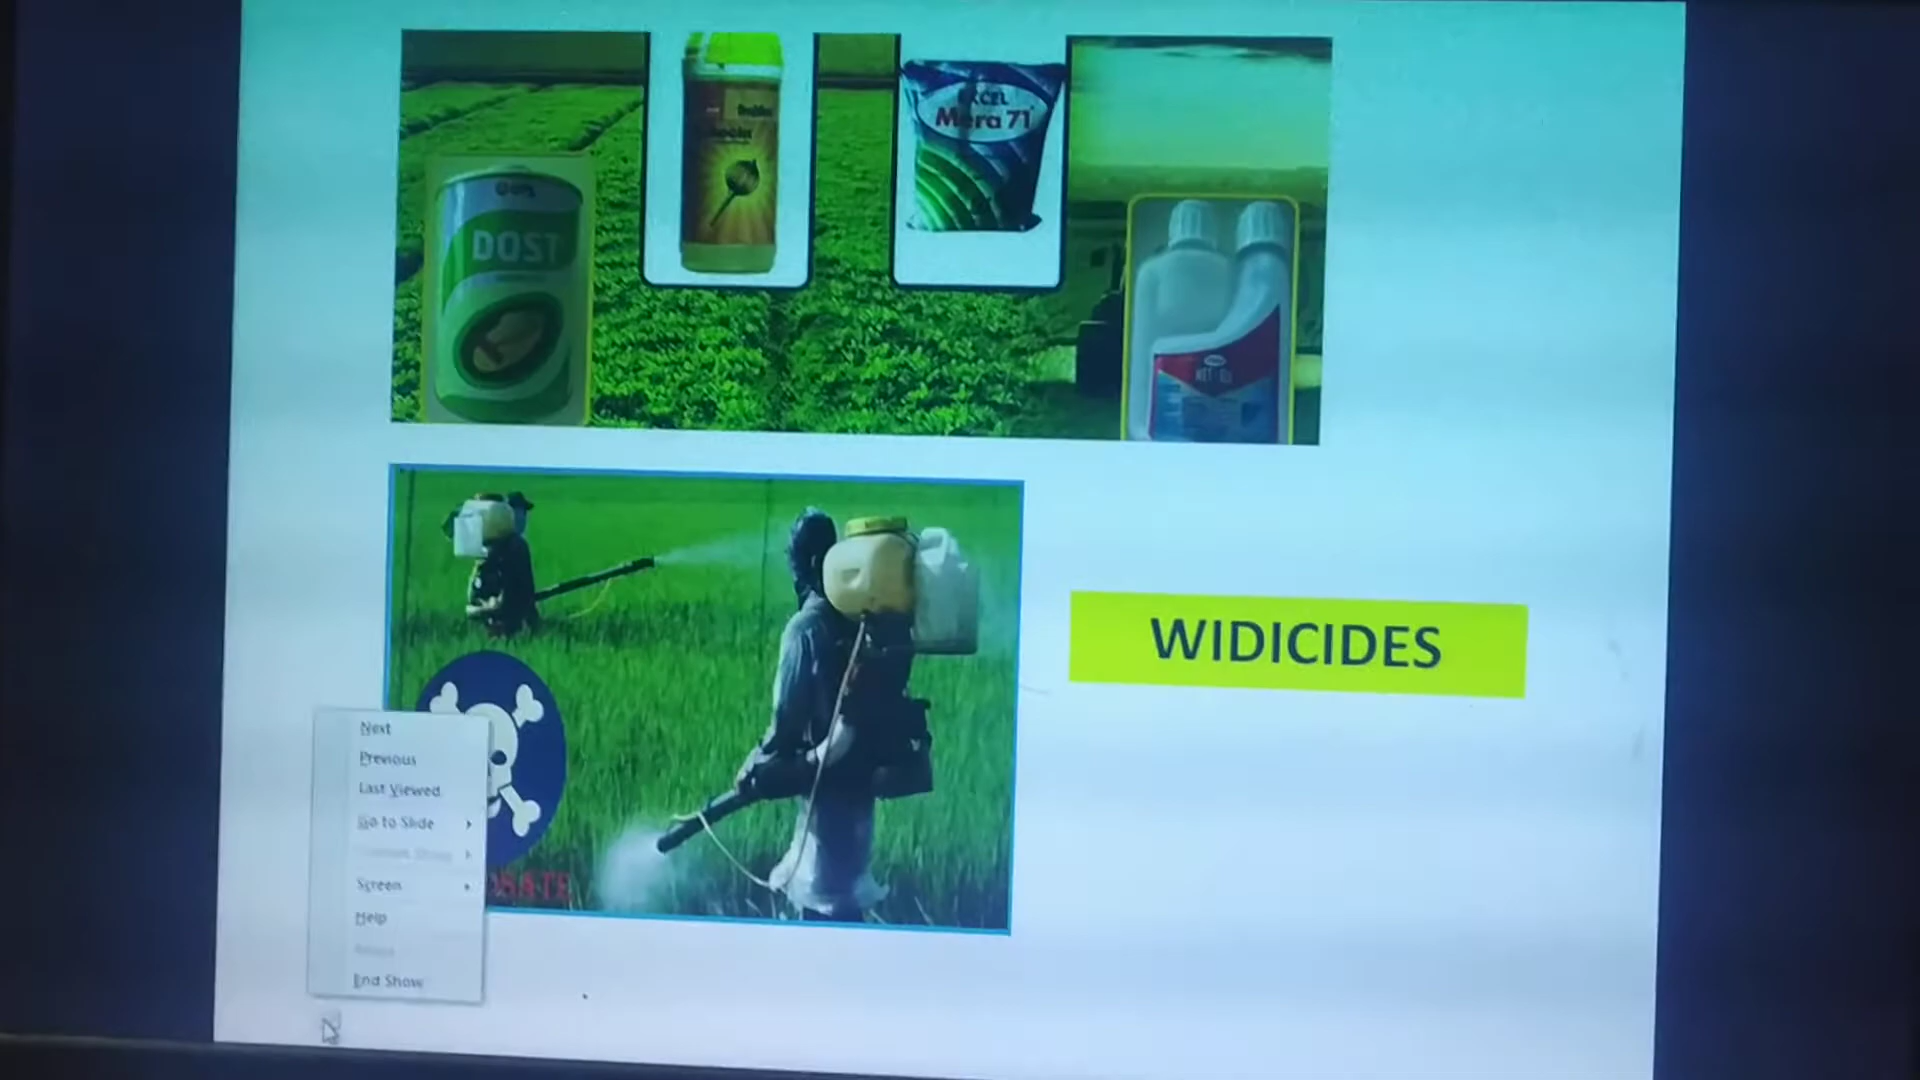 DOST
EXCEL
Mera 71
WIDICIDES
Next
Previous
Last Viewed
Go to Slide
Screen
Help
End Show